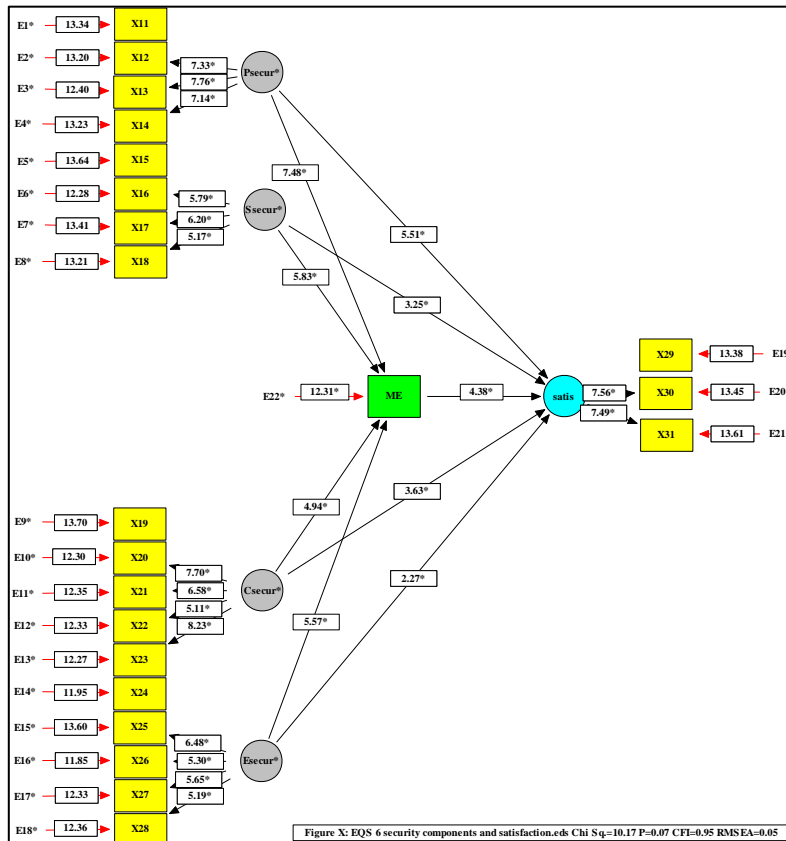 E1* 13.34 X11
E2* 13.20 X12
7.33* Psecur*
7.76*
E3* 12.40 X13
7.14*
E4* 13.23 X14
E5* 13.64 X15
7.48*
E6* 12.28 X16
5.79* Ssecur*
6.20*
E7* 13.41 X17
5.51*
5.17*
E8* 13.21 X18
5.83*
3.25*
X29 13.38 E19
E22* 12.31* ME 4.38* satis 7.56* X30 13.45 E20
7.49*
X31 13.61 E21
3.63*
4.94*
E9* 13.70 X19
E10* 12.30 X20
7.70*
2.27*
E11* 12.35 X21 6.58* Csecur*
5.11*
E12* 12.33 X22
8.23* 5.57*
E13* 12.27 X23
E14* 11.95 X24
E15* 13.60 X25
6.48*
E16* 11.85 X26 5.30* Esecur*
5.65*
E17* 12.33 X27
5.19*
E18* 12.36 X28
Figure X: EQS 6 security components and satisfaction.eds Chi Sq.=10.17 P=0.07 CFI=0.95 RMSEA=0.05